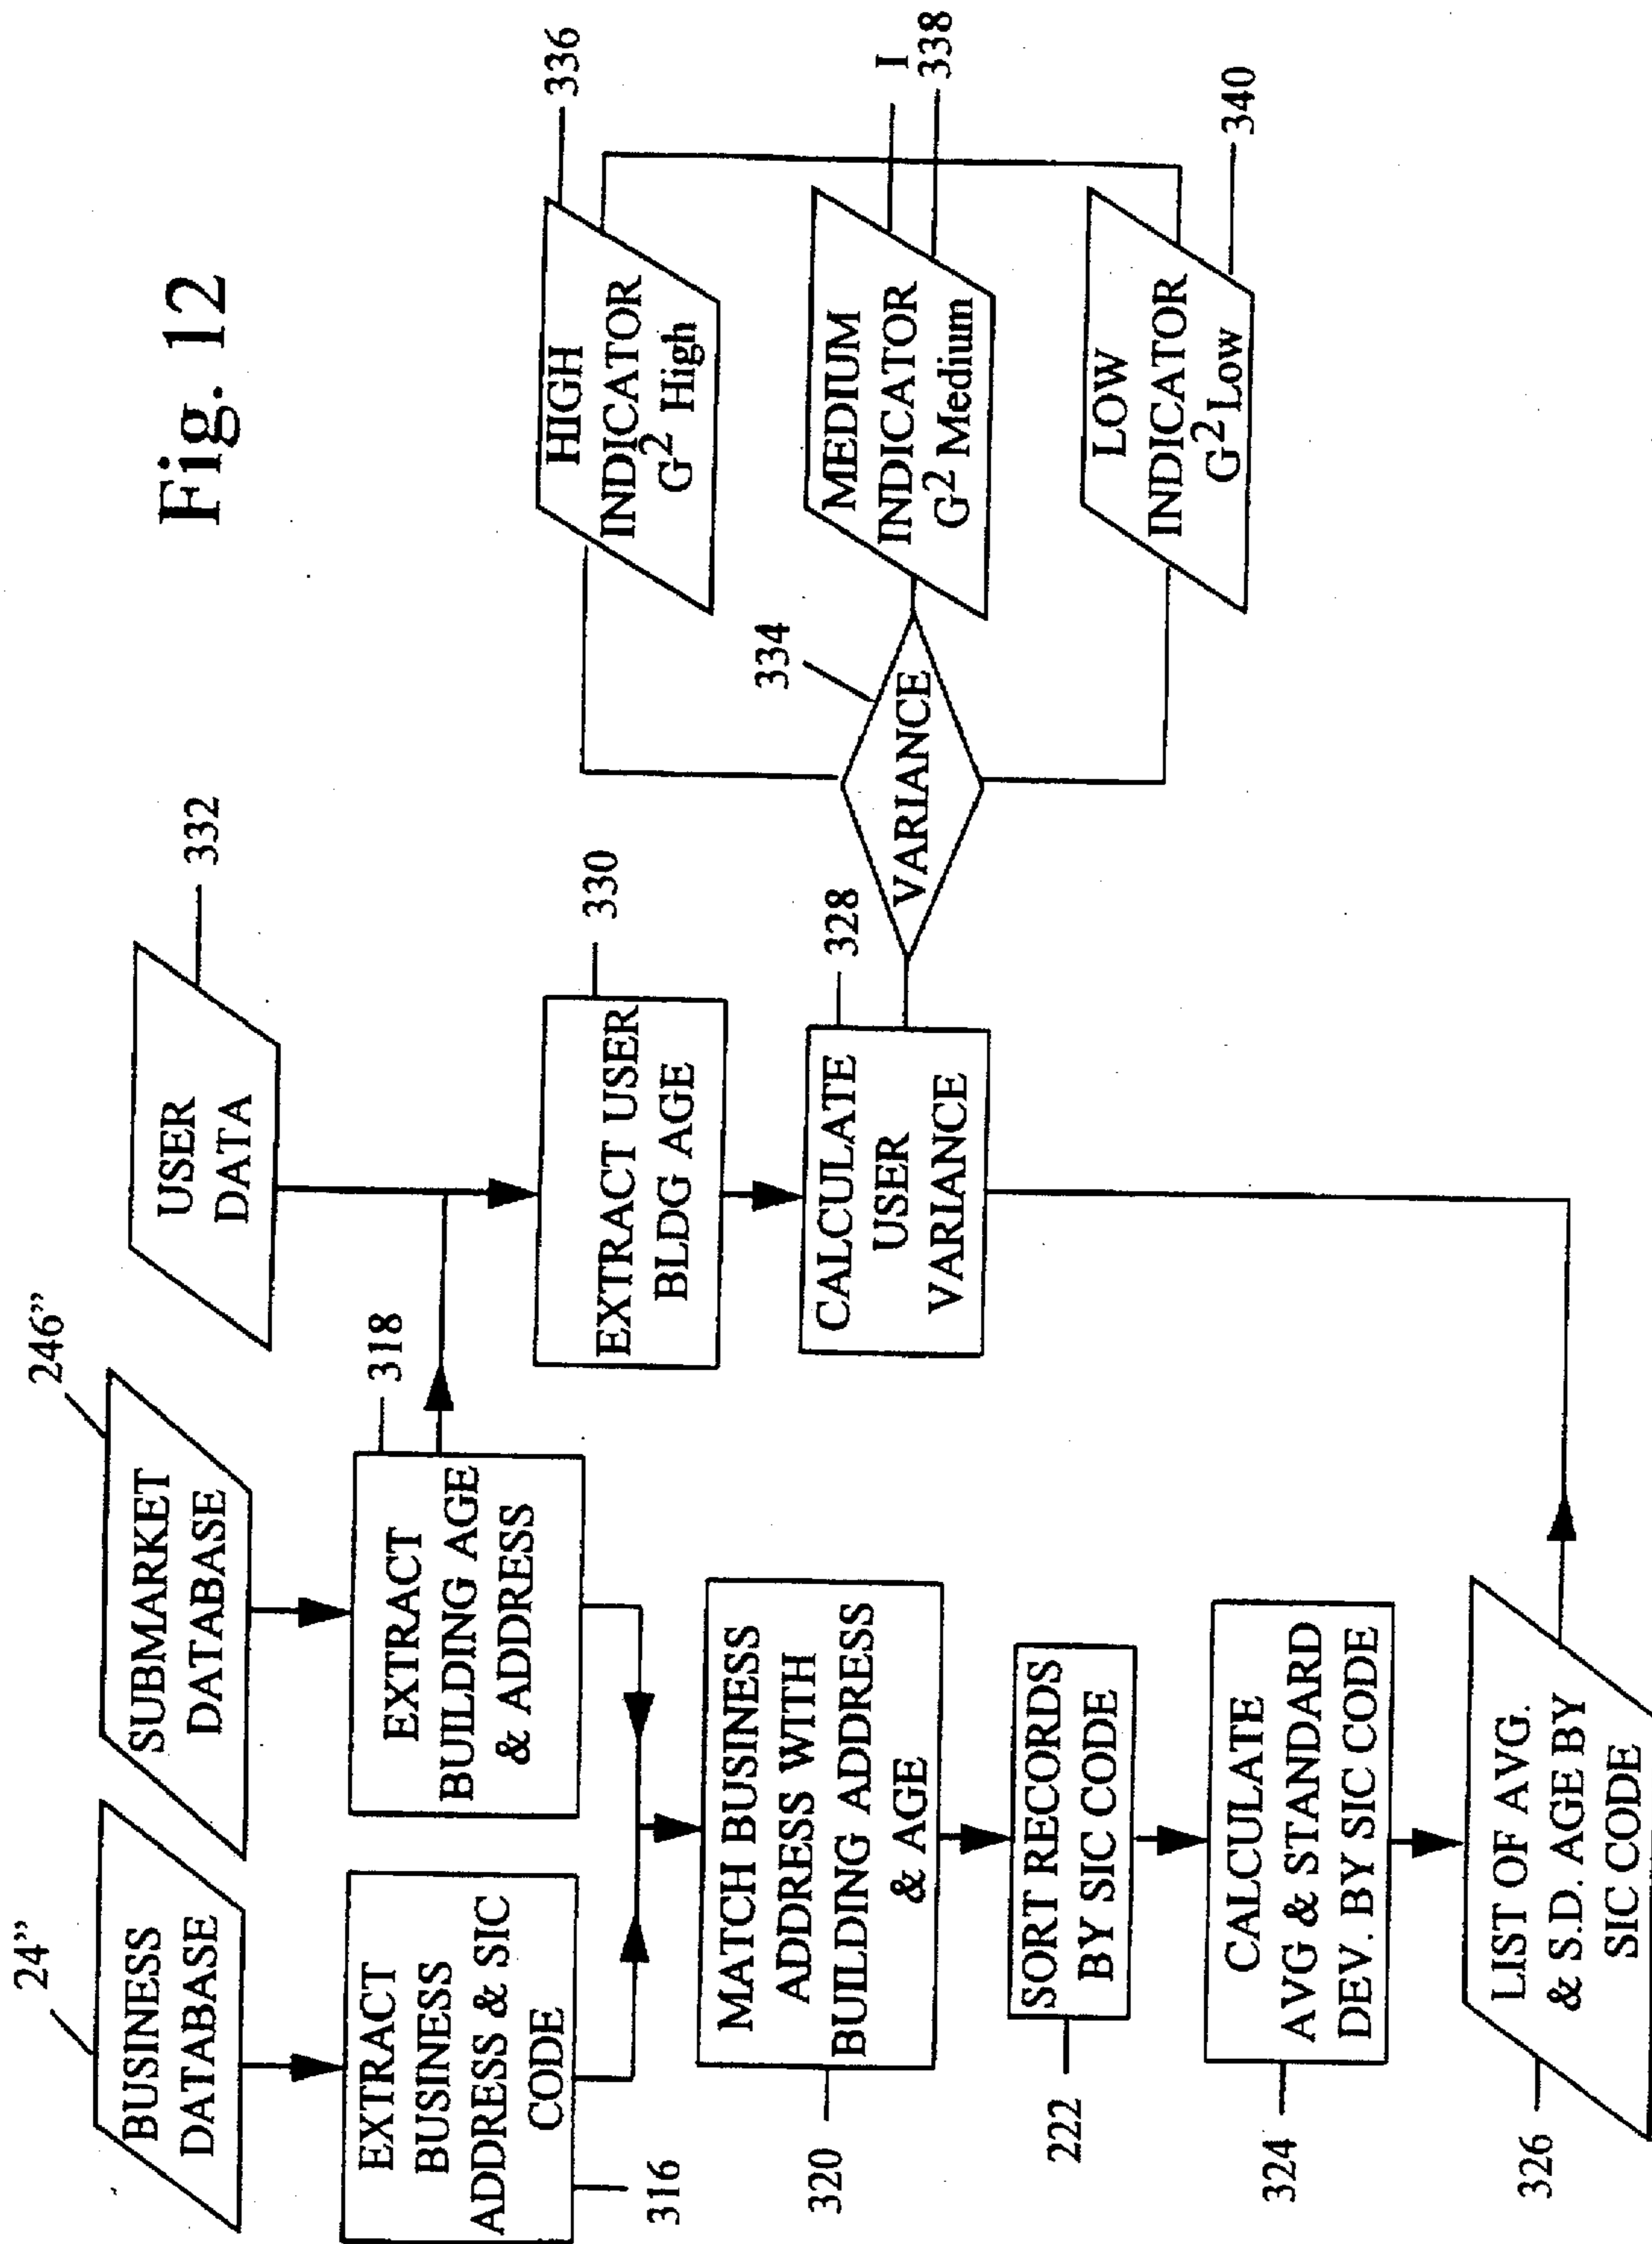 Fig. 12
24”
BUSINESS
DATABASE
246”
SUBMARKET
DATABASE
USER
DATA
332
EXTRACT
BUSINESS
ADDRESS & SIC
CODE
316
EXTRACT
BUILDING AGE
& ADDRESS
318
EXTRACT USER
BLDG AGE
330
MATCH BUSINESS
ADDRESS WITH
BUILDING ADDRESS
& AGE
320
CALCULATE
USER
VARIANCE
328
VARIANCE
334
HIGH
INDICATOR
G² High
336
MEDIUM
INDICATOR
G² Medium
I
338
LOW
INDICATOR
G² Low
340
SORT RECORDS
BY SIC CODE
222
CALCULATE
AVG & STANDARD
DEV. BY SIC CODE
324
LIST OF AVG.
& S.D. AGE BY
SIC CODE
326